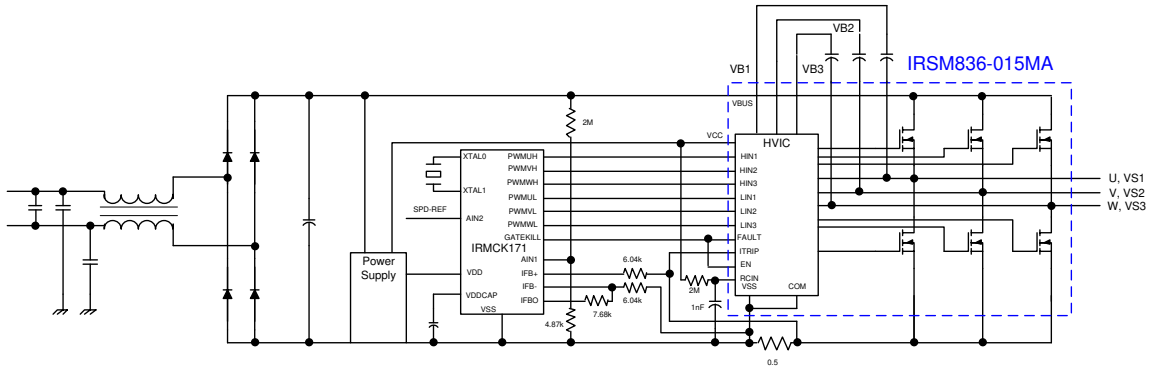 VB2
VB1
VB3
IRSM836-015MA
VBUS
2M
VCC
HVIC
XTAL0
XTAL1
SPD-REF
AIN2
IRMCK171
VDD
VDDCAP
VSS
PWMUH
PWMVH
PWMWH
PWMUL
PWMVL
PWMWL
GATEKILL
AIN1
IFB+
IFB-
IFBO
HIN1
HIN2
HIN3
LIN1
LIN2
LIN3
FAULT
ITRIP
EN
RCIN
VSS
COM
U, VS1
V, VS2
W, VS3
Power
Supply
6.04k
6.04k
7.68k
4.87k
2M
1nF
0.5